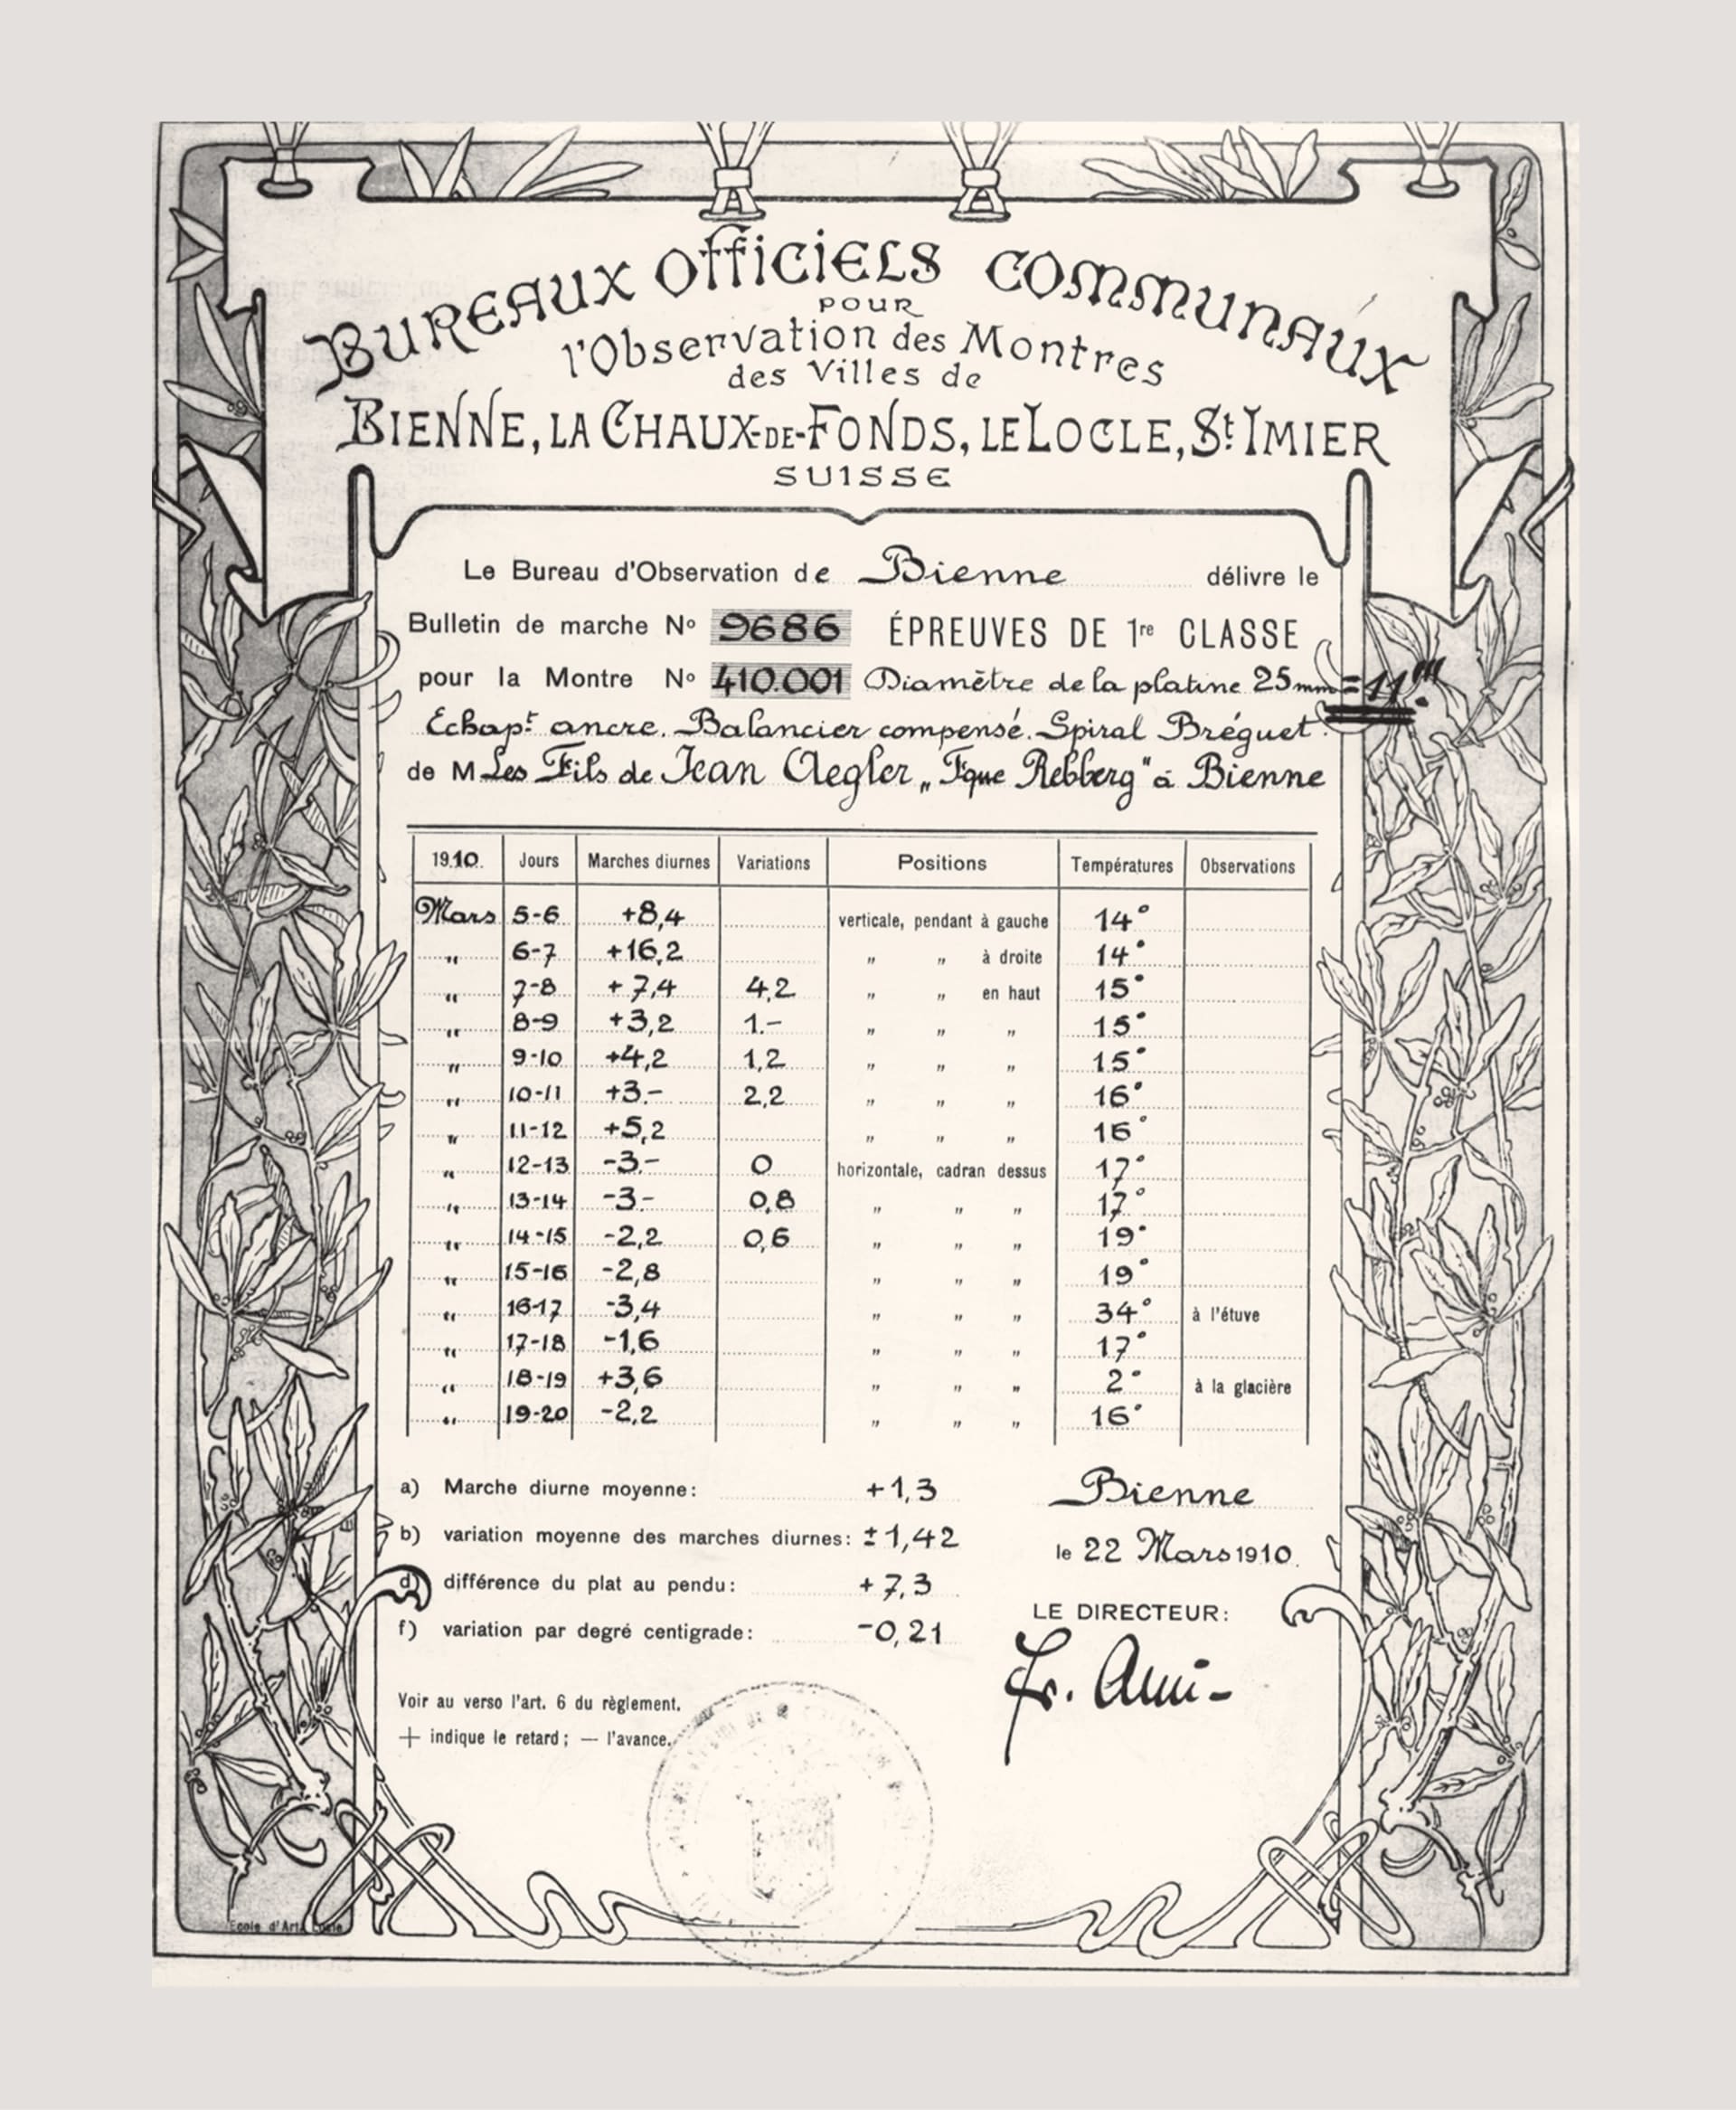 BUREAUX OFFICIELS COMMUNAUX
POUR
l'Observation des Montres
des Villes de
BIENNE, LA CHAUX-DE-FONDS, LE LOCLE, St IMIER
SUISSE
Le Bureau d'Observation de Bienne délivre le
Bulletin de marche No 9686 ÉPREUVES DE 1re CLASSE
pour la Montre No 410.001 Diamètre de la platine 25 mm = 11'''
Echapt ancre. Balancier compensé. Spiral Bréguet.
de M Les Fils de Jean Aegler „Fque Rebberg" à Bienne
1910. Jours Marches diurnes Variations Positions Températures Observations
Mars 5-6 +8,4 verticale, pendant à gauche 14°
" 6-7 +16,2 " " à droite 14°
" 7-8 +7,4 4,2 " " en haut 15°
" 8-9 +3,2 1.- " " " 15°
" 9-10 +4,2 1,2 " " " 15°
" 10-11 +3.- 2,2 " " " 16°
" 11-12 +5,2 " " " 16°
" 12-13 -3.- 0 horizontale, cadran dessus 17°
" 13-14 -3- 0,8 " " " 17°
" 14-15 -2,2 0,6 " " " 19°
" 15-16 -2,8 " " " 19°
" 16-17 -3,4 " " " 34° à l'étuve
" 17-18 -1,6 " " " 17°
" 18-19 +3,6 " " " 2° à la glacière
" 19-20 -2,2 " " " 16°
a) Marche diurne moyenne: +1,3 Bienne
b) variation moyenne des marches diurnes: ±1,42 le 22 Mars 1910.
d) différence du plat au pendu: +7,3
LE DIRECTEUR:
f) variation par degré centigrade: -0,21
Voir au verso l'art. 6 du règlement.
+ indique le retard; — l'avance.
Ecole d'Art